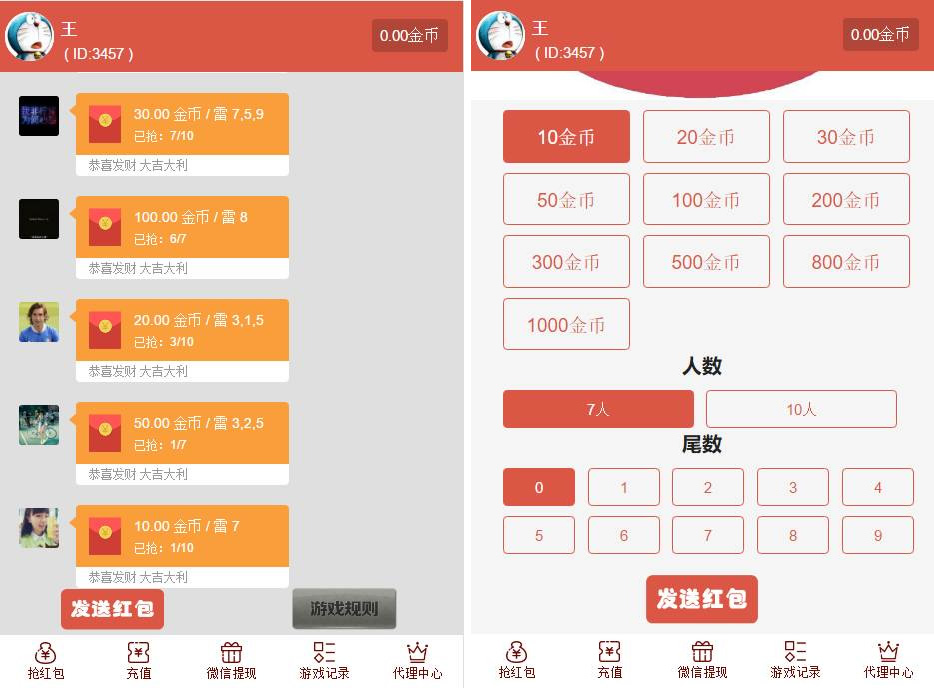 王
( ID:3457 )
0.00金币
30.00 金币 / 雷 7,5,9
已抢：7/10
恭喜发财 大吉大利
100.00 金币 / 雷 8
已抢：6/7
恭喜发财 大吉大利
20.00 金币 / 雷 3,1,5
已抢：3/10
恭喜发财 大吉大利
50.00 金币 / 雷 3,2,5
已抢：1/7
恭喜发财 大吉大利
10.00 金币 / 雷 7
已抢：1/10
恭喜发财 大吉大利
发送红包
游戏规则
抢红包 充值 微信提现 游戏记录 代理中心
王
( ID:3457 )
0.00金币
10金币 20金币 30金币
50金币 100金币 200金币
300金币 500金币 800金币
1000金币
人数
7人 10人
尾数
0 1 2 3 4
5 6 7 8 9
发送红包
抢红包 充值 微信提现 游戏记录 代理中心